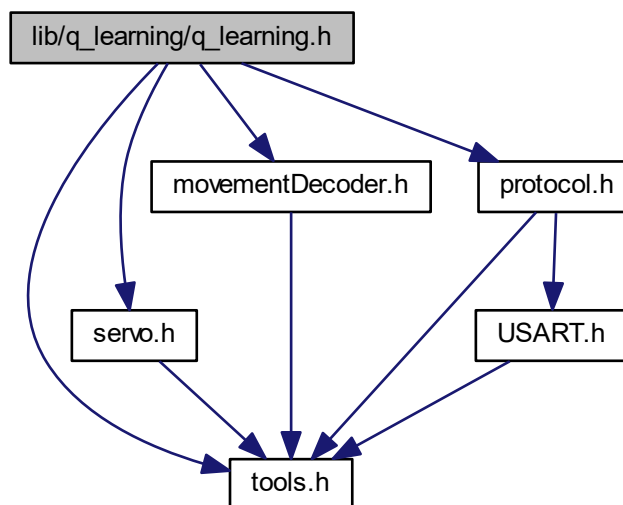 lib/q_learning/q_learning.h
movementDecoder.h
protocol.h
servo.h
USART.h
tools.h